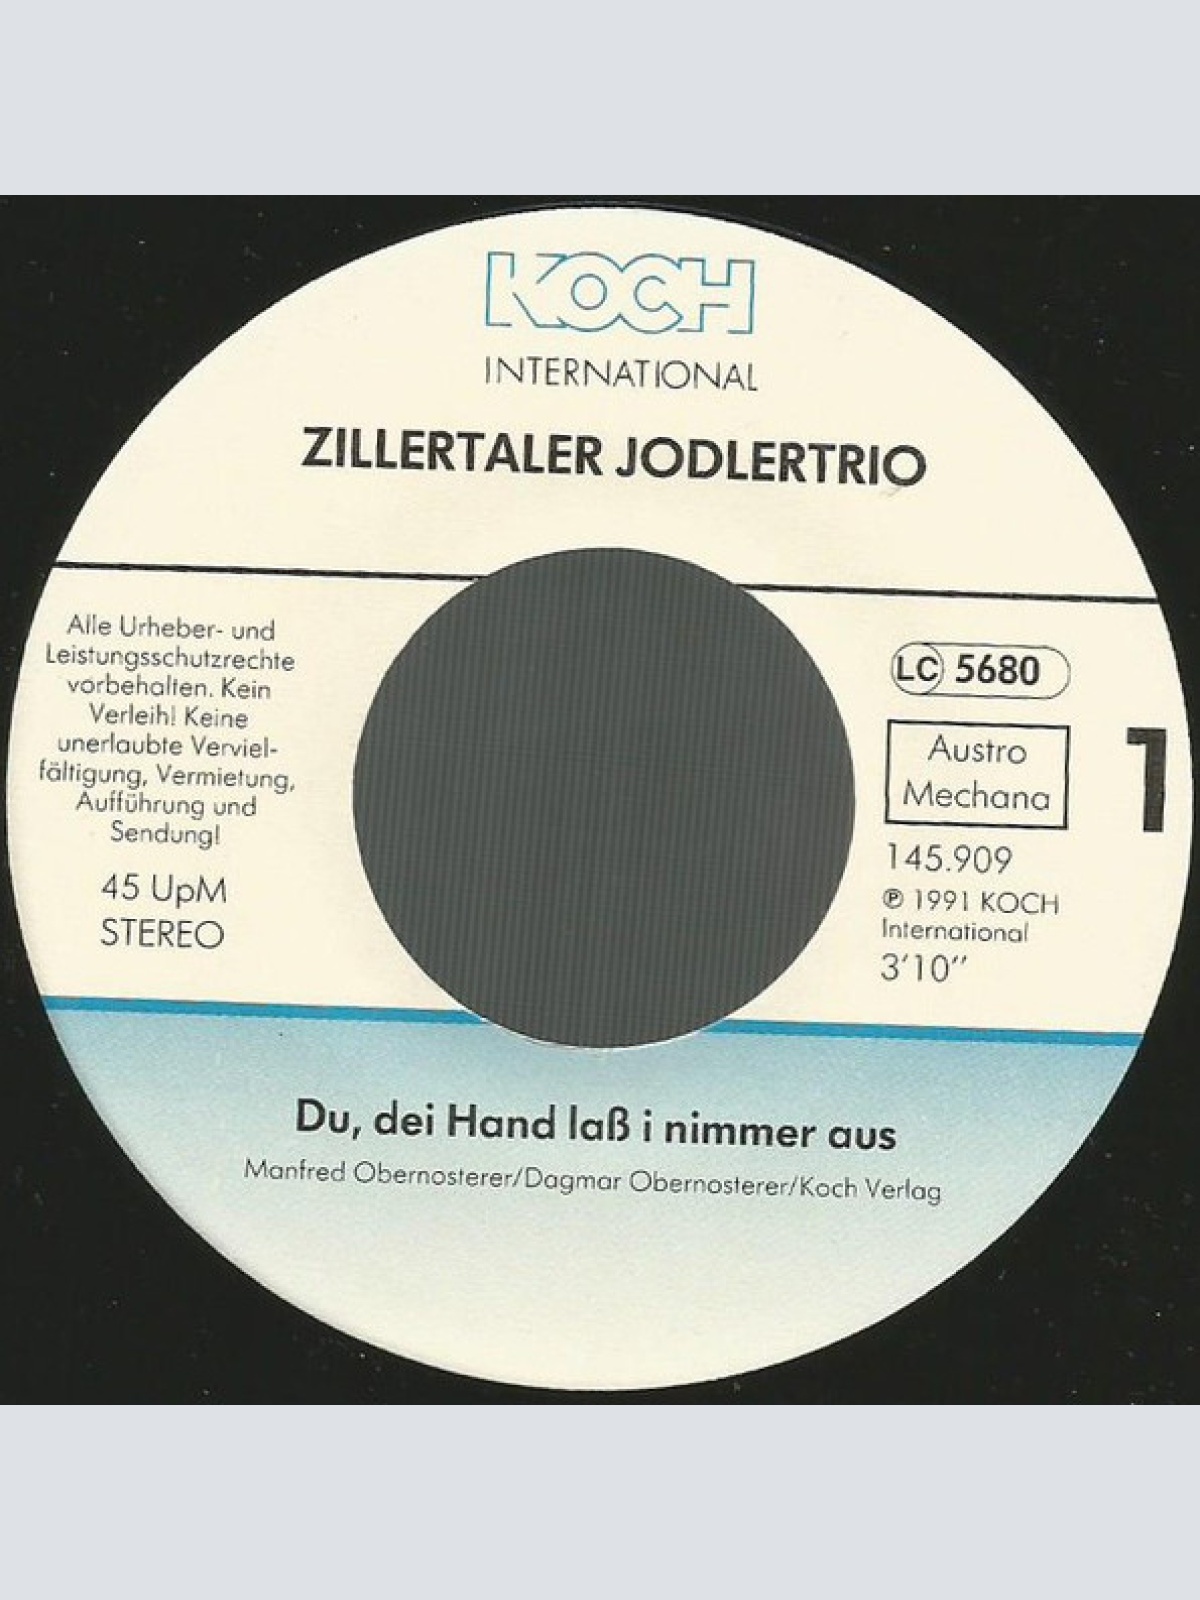 KOCH
INTERNATIONAL
ZILLERTALER JODLERTRIO
Alle Urheber- und
Leistungsschutzrechte
vorbehalten. Kein
Verleih! Keine
unerlaubte Verviel-
fältigung, Vermietung,
Aufführung und
Sendung!
45 UpM
STEREO
LC 5680
Austro
Mechana
1
145.909
℗ 1991 KOCH
International
3'10''
Du, dei Hand laß i nimmer aus
Manfred Obernosterer/Dagmar Obernosterer/Koch Verlag